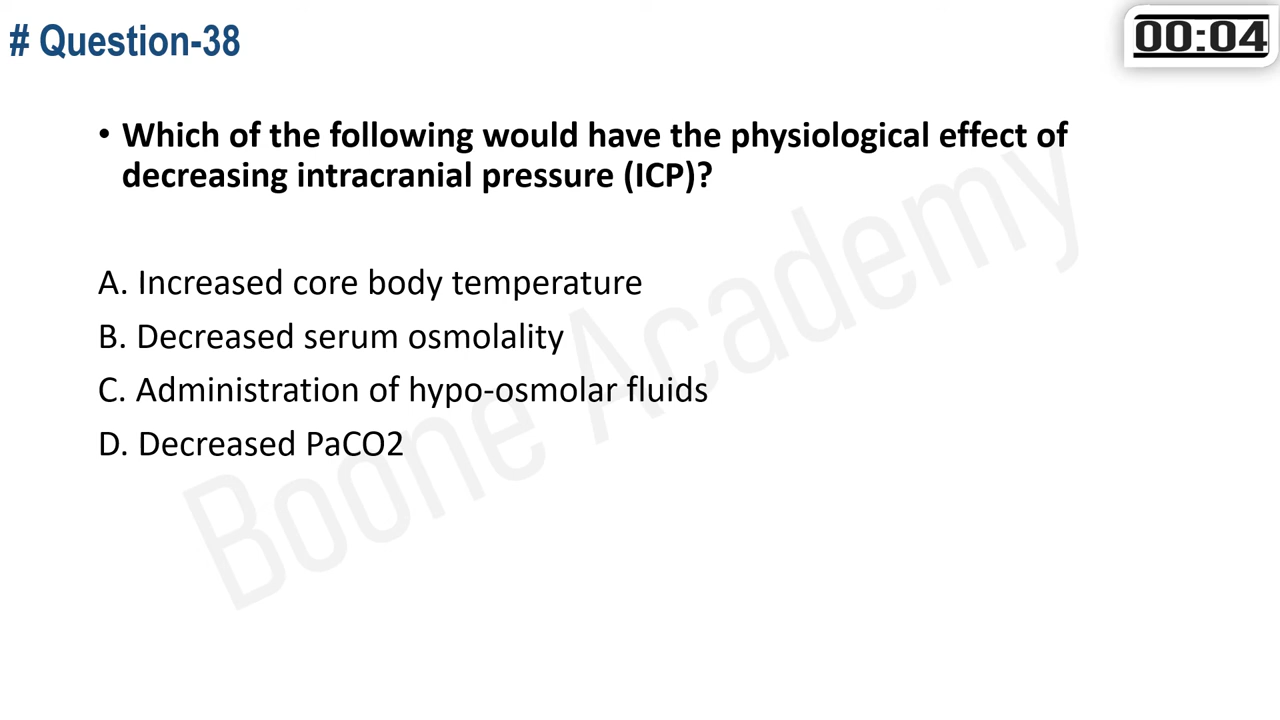 # Question-38
00:04
• Which of the following would have the physiological effect of
decreasing intracranial pressure (ICP)?
A. Increased core body temperature
B. Decreased serum osmolality
C. Administration of hypo-osmolar fluids
D. Decreased PaCO2
Boone Academy